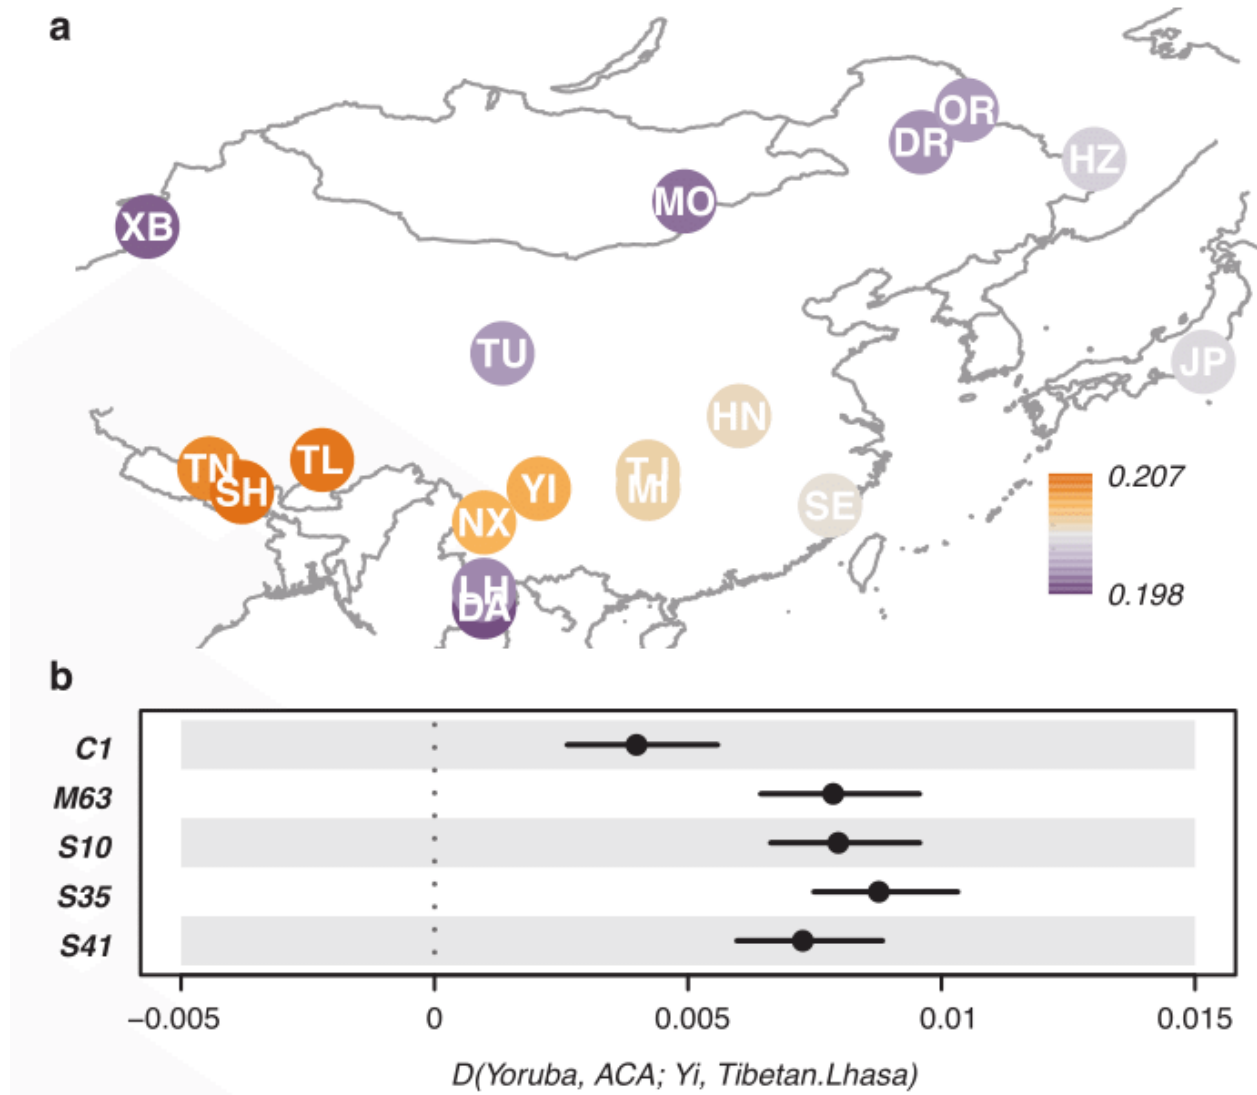 a
OR
DR
HZ
MO
XB
TU
JP
HN
TN
TL
SH
TJ
MI
YI
NX
SE
0.207
0.198
LH
DA
b
C1
M63
S10
S35
S41
−0.005 0 0.005 0.01 0.015
D(Yoruba, ACA; Yi, Tibetan.Lhasa)